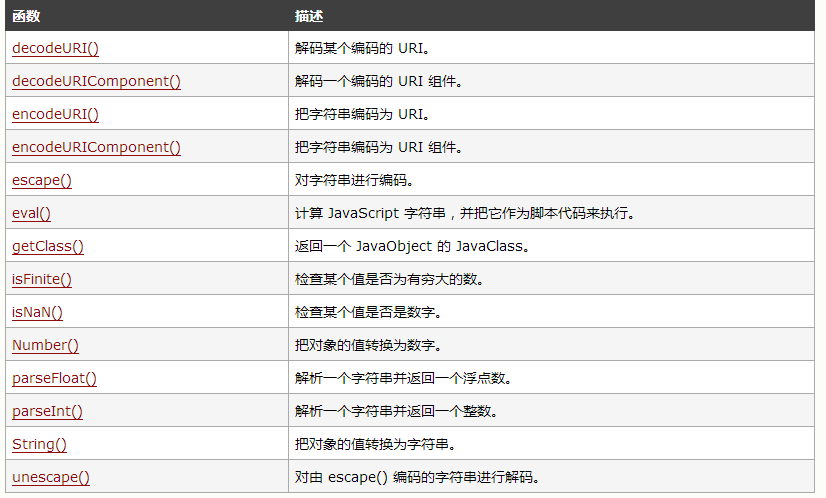 函数 描述
decodeURI() 解码某个编码的 URI。
decodeURIComponent() 解码一个编码的 URI 组件。
encodeURI() 把字符串编码为 URI。
encodeURIComponent() 把字符串编码为 URI 组件。
escape() 对字符串进行编码。
eval() 计算 JavaScript 字符串，并把它作为脚本代码来执行。
getClass() 返回一个 JavaObject 的 JavaClass。
isFinite() 检查某个值是否为有穷大的数。
isNaN() 检查某个值是否是数字。
Number() 把对象的值转换为数字。
parseFloat() 解析一个字符串并返回一个浮点数。
parseInt() 解析一个字符串并返回一个整数。
String() 把对象的值转换为字符串。
unescape() 对由 escape() 编码的字符串进行解码。